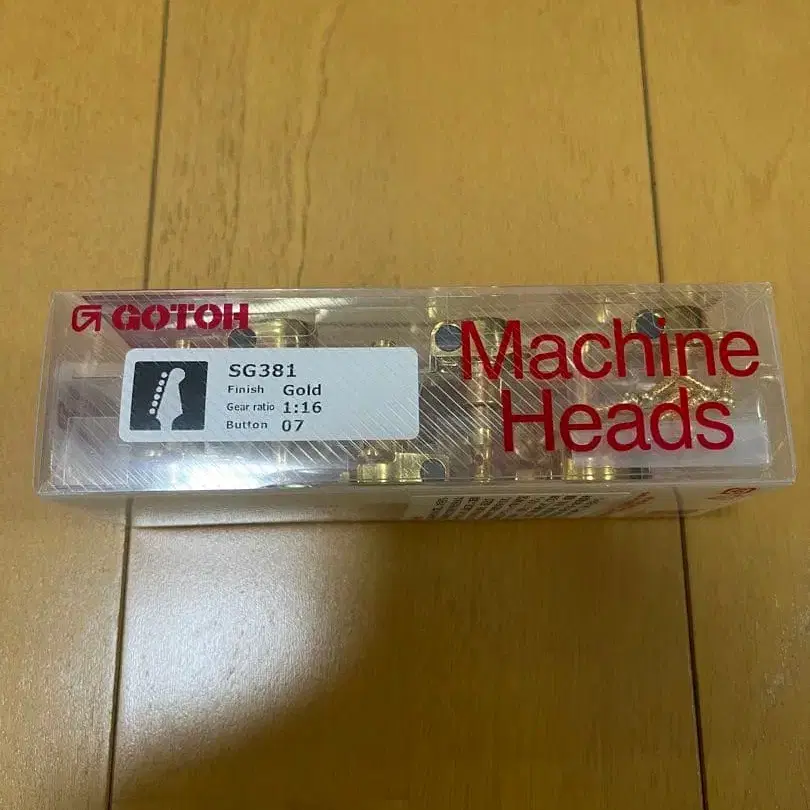 GOTOH
SG381
Finish Gold
Gear ratio 1:16
Button 07
Machine
Heads